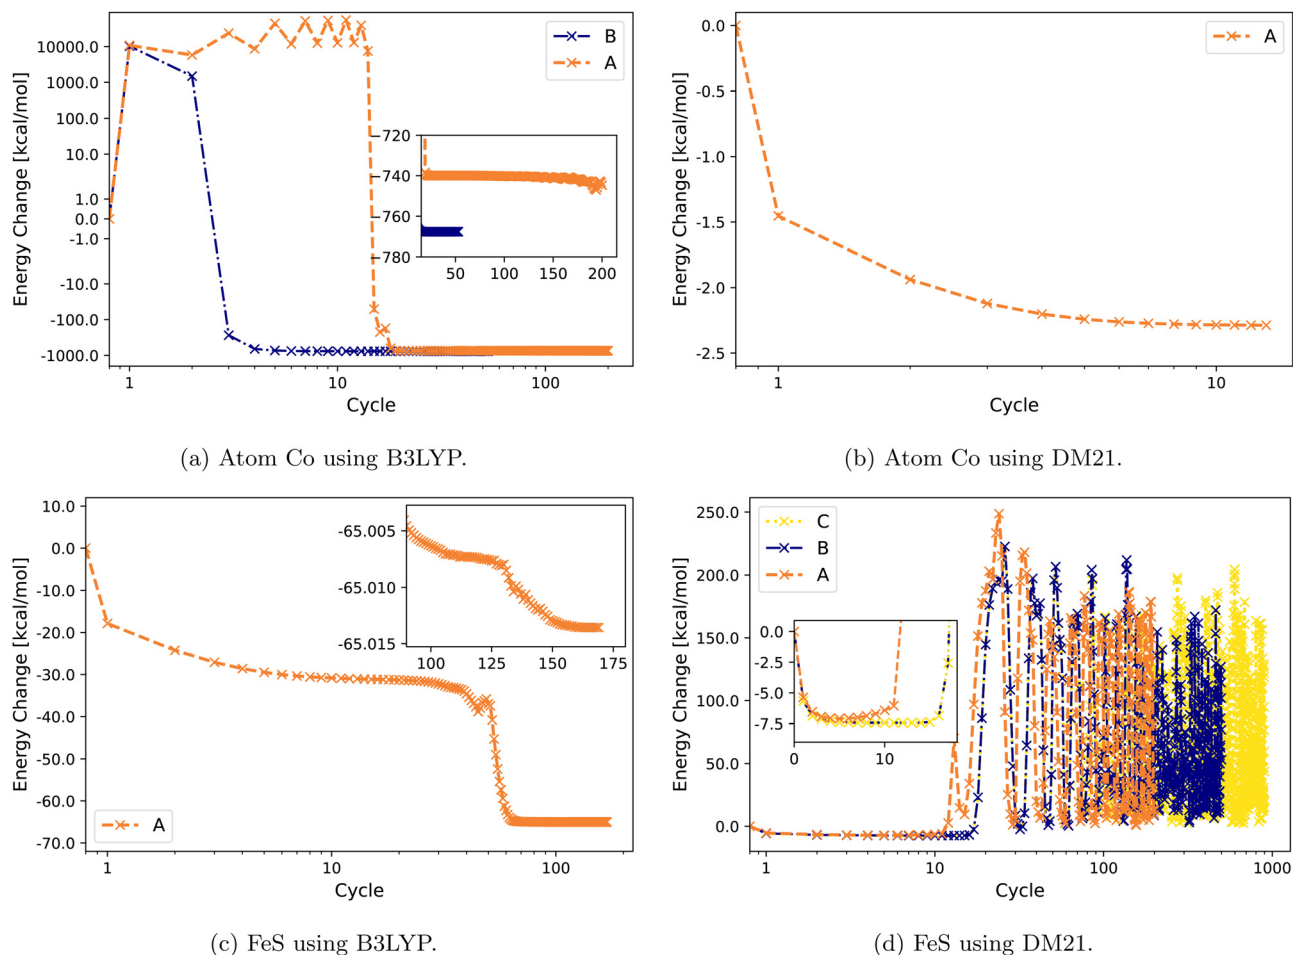 10000.0
1000.0
100.0
10.0
1.0
0.0
-1.0
-10.0
-100.0
-1000.0
Energy Change [kcal/mol]
1 10 100
Cycle
B
A
−720
−740
−760
−780
50 100 150 200
(a) Atom Co using B3LYP.
0.0
-0.5
-1.0
-1.5
-2.0
-2.5
Energy Change [kcal/mol]
1 10
Cycle
A
(b) Atom Co using DM21.
10.0
0.0
-10.0
-20.0
-30.0
-40.0
-50.0
-60.0
-70.0
Energy Change [kcal/mol]
1 10 100
Cycle
A
-65.005
-65.010
-65.015
100 125 150 175
(c) FeS using B3LYP.
250.0
200.0
150.0
100.0
50.0
0.0
Energy Change [kcal/mol]
1 10 100 1000
Cycle
C
B
A
0.0
-2.5
-5.0
-7.5
0 10
(d) FeS using DM21.